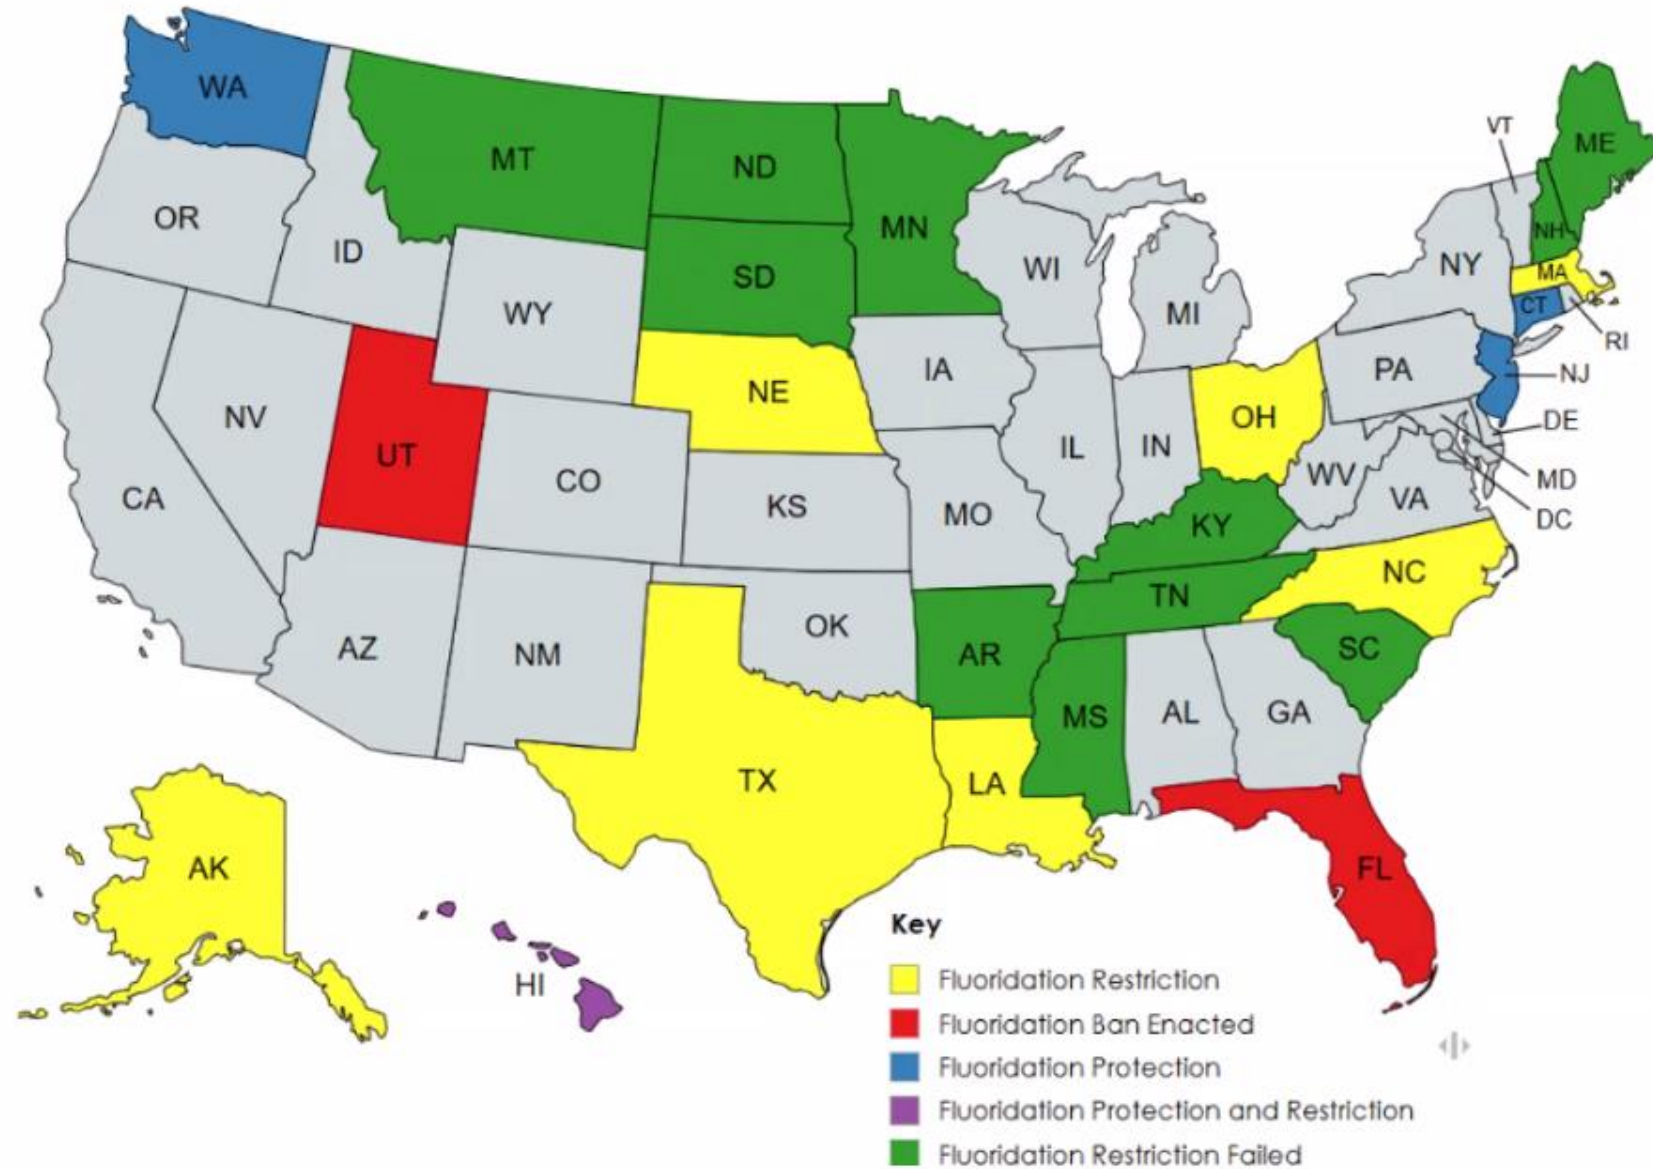 WA
MT
ND
MN
ME
VT
NH
OR
ID
SD
WI
MI
NY
MA
CT
RI
WY
NE
IA
PA
NJ
NV
UT
CO
KS
MO
IL
IN
OH
WV
VA
DE
MD
DC
CA
KY
NC
TN
AZ
NM
OK
AR
SC
MS
AL
GA
TX
LA
AK
FL
HI
Key
Fluoridation Restriction
Fluoridation Ban Enacted
Fluoridation Protection
Fluoridation Protection and Restriction
Fluoridation Restriction Failed